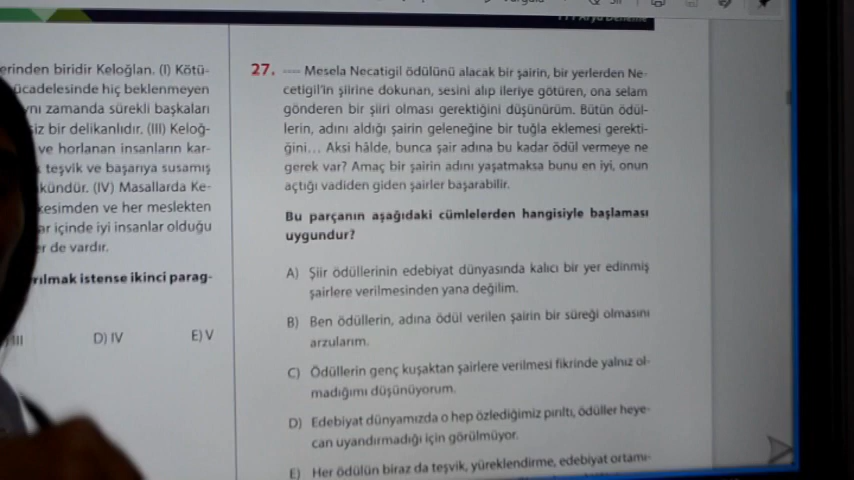 erinden biridir Keloğlan. (I) Kötü-
ücadelesinde hiç beklenmeyen
nı zamanda sürekli başkaları
iz bir delikanlıdır. (III) Keloğ-
ve horlanan insanların kar-
teşvik ve başarıya susamış
kündür. (IV) Masallarda Ke-
kesimden ve her meslekten
ar içinde iyi insanlar olduğu
er de vardır.
rılmak istense ikinci parag-
III D) IV E) V
27. ---- Mesela Necatigil ödülünü alacak bir şairin, bir yerlerden Ne-
cetigil'in şiirine dokunan, sesini alıp ileriye götüren, ona selam
gönderen bir şiiri olması gerektiğini düşünürüm. Bütün ödül-
lerin, adını aldığı şairin geleneğine bir tuğla eklemesi gerekti-
ğini... Aksi hâlde, bunca şair adına bu kadar ödül vermeye ne
gerek var? Amaç bir şairin adını yaşatmaksa bunu en iyi, onun
açtığı vadiden giden şairler başarabilir.
Bu parçanın aşağıdaki cümlelerden hangisiyle başlaması
uygundur?
A) Şiir ödüllerinin edebiyat dünyasında kalıcı bir yer edinmiş
şairlere verilmesinden yana değilim.
B) Ben ödüllerin, adına ödül verilen şairin bir süreği olmasını
arzularım.
C) Ödüllerin genç kuşaktan şairlere verilmesi fikrinde yalnız ol-
madığımı düşünüyorum.
D) Edebiyat dünyamızda o hep özlediğimiz pırıltı, ödüller heye-
can uyandırmadığı için görülmüyor.
E) Her ödülün biraz da teşvik, yüreklendirme, edebiyat ortamı-